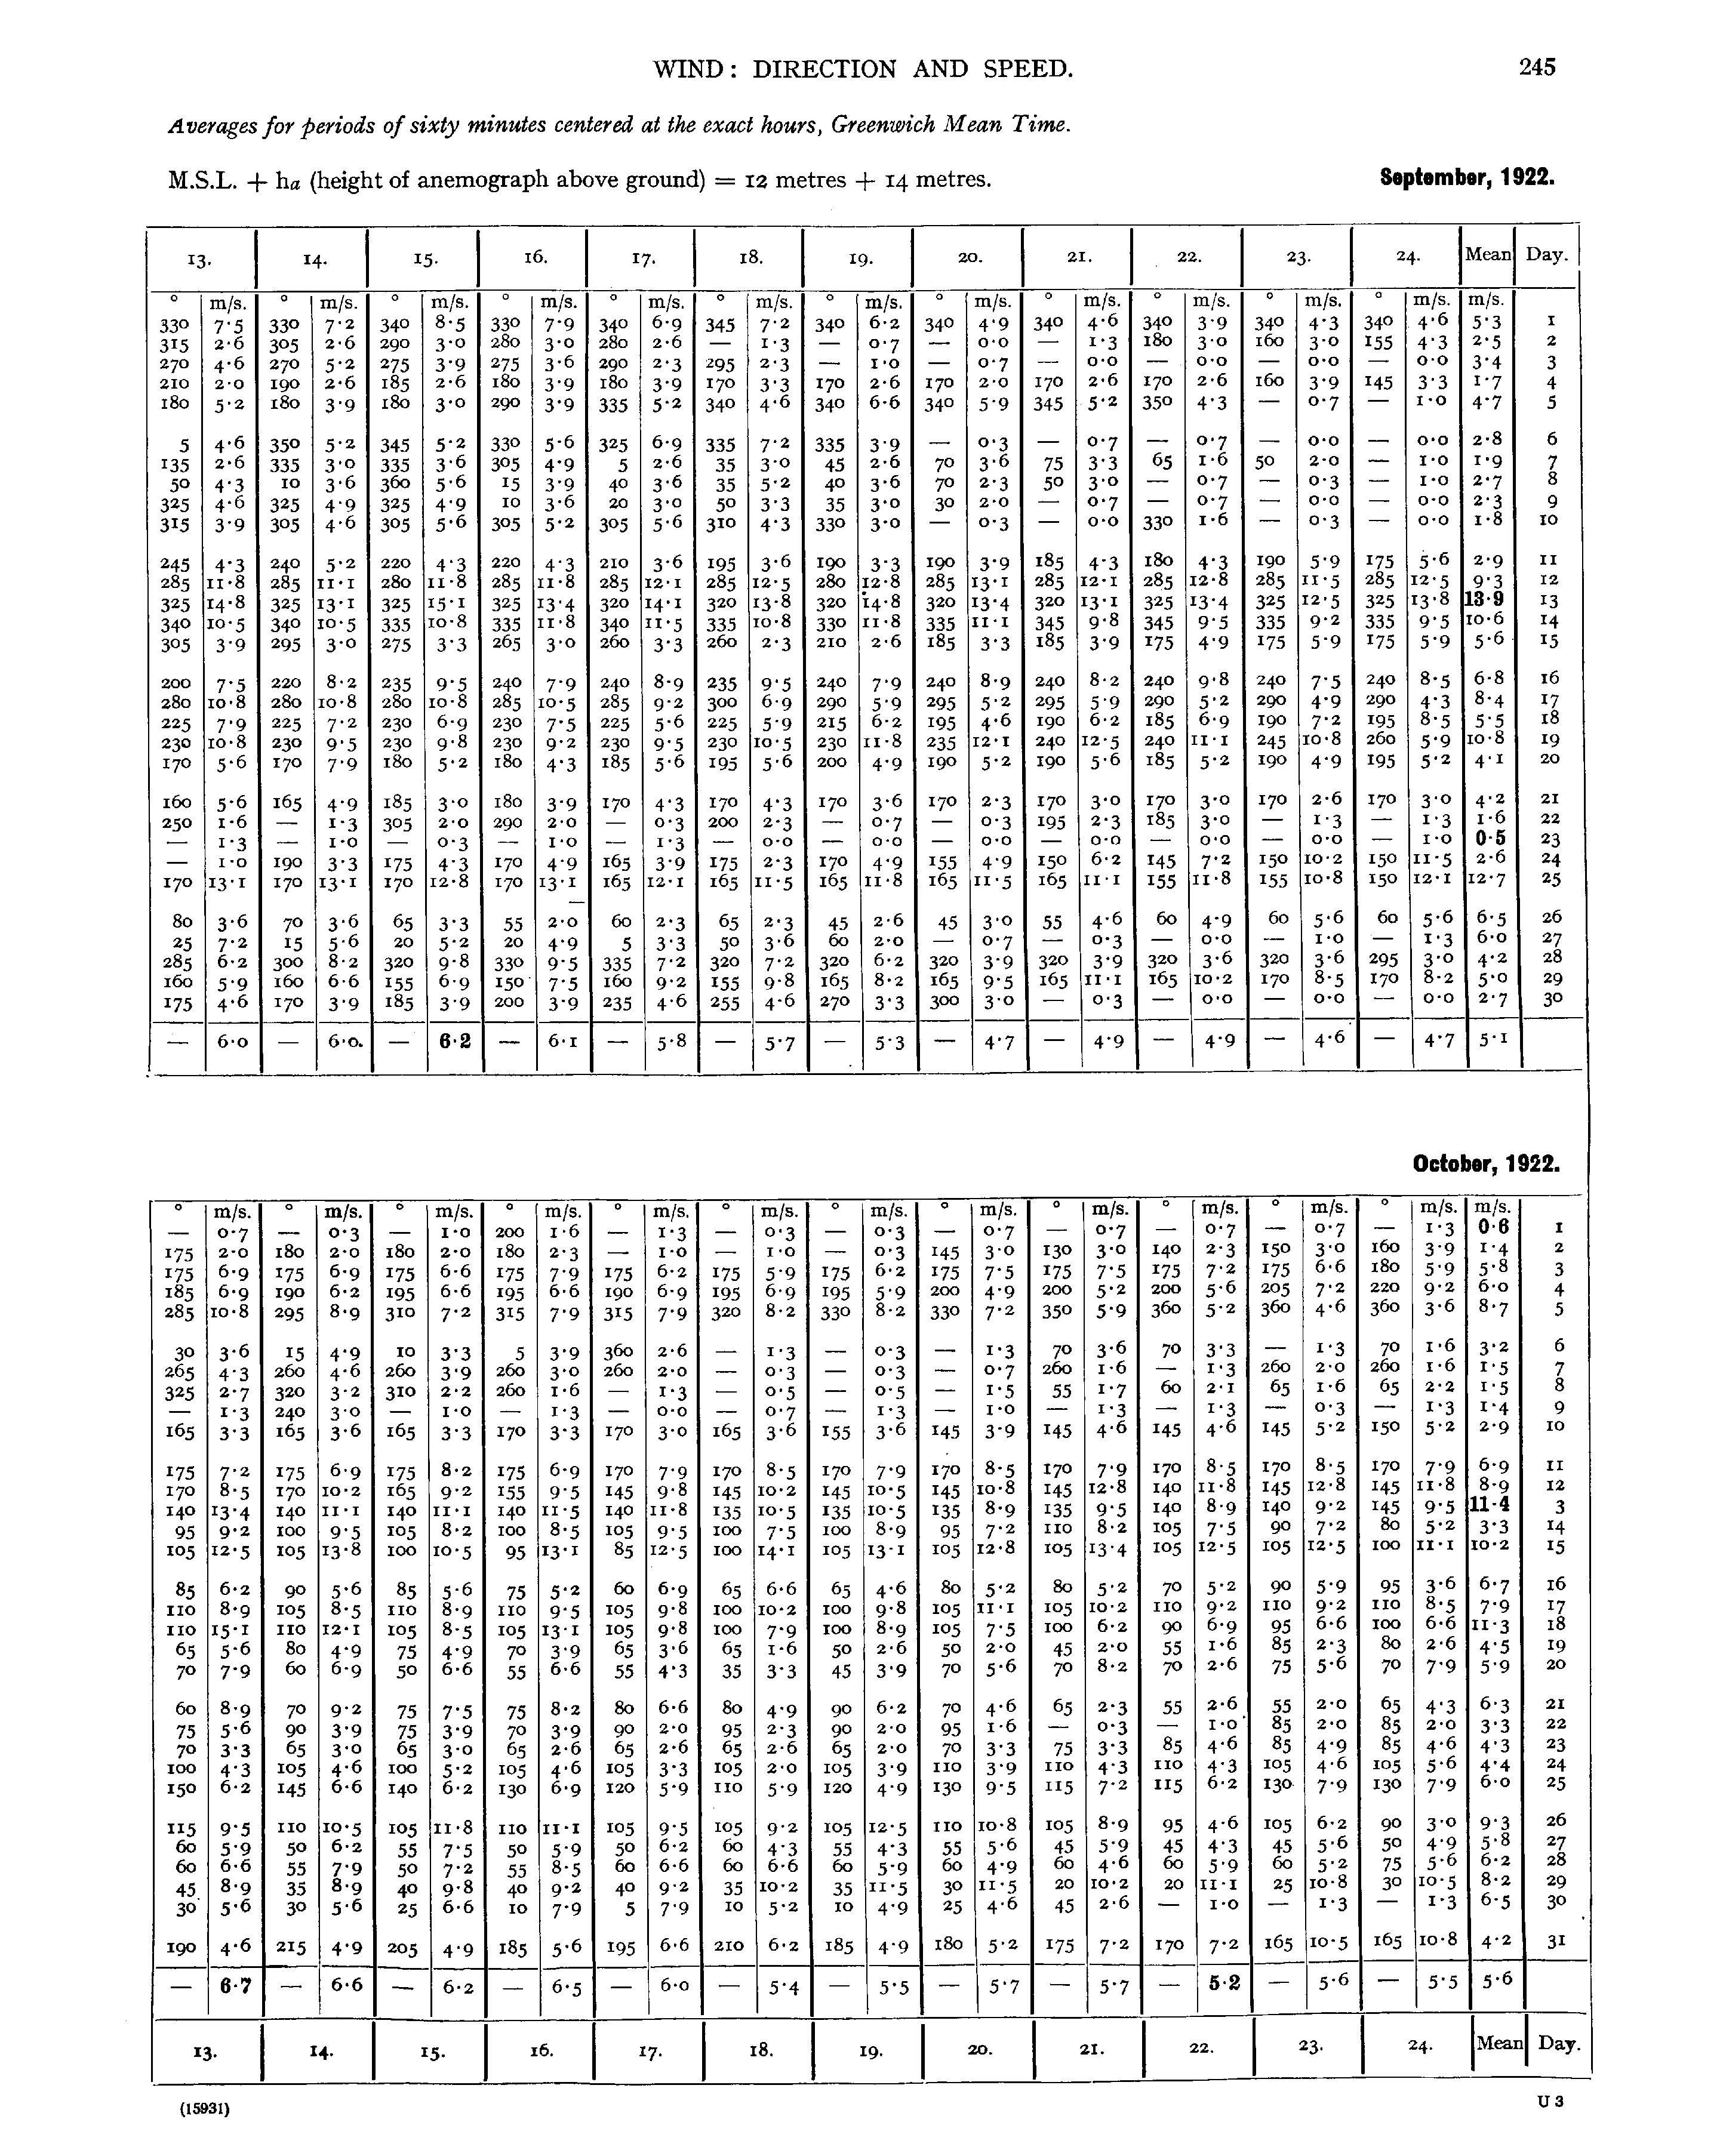 WIND: DIRECTION AND SPEED. 245
Averages for periods of sixty minutes centered at the exact hours, Greenwich Mean Time.
M.S.L. + ha (height of anemograph above ground) = 12 metres + 14 metres. September, 1922.
13. 14. 15. 16. 17. 18. 19. 20. 21. 22. 23. 24. Mean Day.
° m/s. ° m/s. ° m/s. ° m/s. ° m/s. ° m/s. ° m/s. ° m/s. ° m/s. ° m/s. ° m/s. ° m/s. m/s.
330 7·5 330 7·2 340 8·5 330 7·9 340 6·9 345 7·2 340 6·2 340 4·9 340 4·6 340 3·9 340 4·3 340 4·6 5·3 1
315 2·6 305 2·6 290 3·0 280 3·0 280 2·6 — 1·3 — 0·7 — 0·0 — 1·3 180 3·0 160 3·0 155 4·3 2·5 2
270 4·6 270 5·2 275 3·9 275 3·6 290 2·3 295 2·3 — 1·0 — 0·7 — 0·0 — 0·0 — 0·0 — 0·0 3·4 3
210 2·0 190 2·6 185 2·6 180 3·9 180 3·9 170 3·3 170 2·6 170 2·0 170 2·6 170 2·6 160 3·9 145 3·3 1·7 4
180 5·2 180 3·9 180 3·0 290 3·9 335 5·2 340 4·6 340 6·6 340 5·9 345 5·2 350 4·3 — 0·7 — 1·0 4·7 5
5 4·6 350 5·2 345 5·2 330 5·6 325 6·9 335 7·2 335 3·9 — 0·3 — 0·7 — 0·7 — 0·0 — 0·0 2·8 6
135 2·6 335 3·0 335 3·6 305 4·9 5 2·6 35 3·0 45 2·6 70 3·6 75 3·3 65 1·6 50 2·0 — 1·0 1·9 7
50 4·3 10 3·6 360 5·6 15 3·9 40 3·6 35 5·2 40 3·6 70 2·3 50 3·0 — 0·7 — 0·3 — 1·0 2·7 8
325 4·6 325 4·9 325 4·9 10 3·6 20 3·0 50 3·3 35 3·0 30 2·0 — 0·7 — 0·7 — 0·0 — 0·0 2·3 9
315 3·9 305 4·6 305 5·6 305 5·2 305 5·6 310 4·3 330 3·0 — 0·3 — 0·0 330 1·6 — 0·3 — 0·0 1·8 10
245 4·3 240 5·2 220 4·3 220 4·3 210 3·6 195 3·6 190 3·3 190 3·9 185 4·3 180 4·3 190 5·9 175 5·6 2·9 11
285 11·8 285 11·1 280 11·8 285 11·8 285 12·1 285 12·5 280 12·8 285 13·1 285 12·1 285 12·8 285 11·5 285 12·5 9·3 12
325 14·8 325 13·1 325 15·1 325 13·4 320 14·1 320 13·8 320 14·8 320 13·4 320 13·1 325 13·4 325 12·5 325 13·8 13·9 13
340 10·5 340 10·5 335 10·8 335 11·8 340 11·5 335 10·8 330 11·8 335 11·1 345 9·8 345 9·5 335 9·2 335 9·5 10·6 14
305 3·9 295 3·0 275 3·3 265 3·0 260 3·3 260 2·3 210 2·6 185 3·3 185 3·9 175 4·9 175 5·9 175 5·9 5·6 15
200 7·5 220 8·2 235 9·5 240 7·9 240 8·9 235 9·5 240 7·9 240 8·9 240 8·2 240 9·8 240 7·5 240 8·5 6·8 16
280 10·8 280 10·8 280 10·8 285 10·5 285 9·2 300 6·9 290 5·9 295 5·2 295 5·9 290 5·2 290 4·9 290 4·3 8·4 17
225 7·9 225 7·2 230 6·9 230 7·5 225 5·6 225 5·9 215 6·2 195 4·6 190 6·2 185 6·9 190 7·2 195 8·5 5·5 18
230 10·8 230 9·5 230 9·8 230 9·2 230 9·5 230 10·5 230 11·8 235 12·1 240 12·5 240 11·1 245 10·8 260 5·9 10·8 19
170 5·6 170 7·9 180 5·2 180 4·3 185 5·6 195 5·6 200 4·9 190 5·2 190 5·6 185 5·2 190 4·9 195 5·2 4·1 20
160 5·6 165 4·9 185 3·0 180 3·9 170 4·3 170 4·3 170 3·6 170 2·3 170 3·0 170 3·0 170 2·6 170 3·0 4·2 21
250 1·6 — 1·3 305 2·0 290 2·0 — 0·3 200 2·3 — 0·7 — 0·3 195 2·3 185 3·0 — 1·3 — 1·3 1·6 22
— 1·3 — 1·0 — 0·3 — 1·0 — 1·3 — 0·0 — 0·0 — 0·0 — 0·0 — 0·0 — 0·0 — 1·0 0·5 23
— 1·0 190 3·3 175 4·3 170 4·9 165 3·9 175 2·3 170 4·9 155 4·9 150 6·2 145 7·2 150 10·2 150 11·5 2·6 24
170 13·1 170 13·1 170 12·8 170 13·1 165 12·1 165 11·5 165 11·8 165 11·5 165 11·1 155 11·8 155 10·8 150 12·1 12·7 25
80 3·6 70 3·6 65 3·3 55 2·0 60 2·3 65 2·3 45 2·6 45 3·0 55 4·6 60 4·9 60 5·6 60 5·6 6·5 26
25 7·2 15 5·6 20 5·2 20 4·9 5 3·3 50 3·6 60 2·0 — 0·7 — 0·3 — 0·0 — 1·0 — 1·3 6·0 27
285 6·2 300 8·2 320 9·8 330 9·5 335 7·2 320 7·2 320 6·2 320 3·9 320 3·9 320 3·6 320 3·6 295 3·0 4·2 28
160 5·9 160 6·6 155 6·9 150 7·5 160 9·2 155 9·8 165 8·2 165 9·5 165 11·1 165 10·2 170 8·5 170 8·2 5·0 29
175 4·6 170 3·9 185 3·9 200 3·9 235 4·6 255 4·6 270 3·3 300 3·0 — 0·3 — 0·0 — 0·0 — 0·0 2·7 30
— 6·0 — 6·0. — 6·2 — 6·1 — 5·8 — 5·7 — 5·3 — 4·7 — 4·9 — 4·9 — 4·6 — 4·7 5·1
October, 1922.
° m/s. ° m/s. ° m/s. ° m/s. ° m/s. ° m/s. ° m/s. ° m/s. ° m/s. ° m/s. ° m/s. ° m/s. m/s.
— 0·7 — 0·3 — 1·0 200 1·6 — 1·3 — 0·3 — 0·3 — 0·7 — 0·7 — 0·7 — 0·7 — 1·3 0·6 1
175 2·0 180 2·0 180 2·0 180 2·3 — 1·0 — 1·0 — 0·3 145 3·0 130 3·0 140 2·3 150 3·0 160 3·9 1·4 2
175 6·9 175 6·9 175 6·6 175 7·9 175 6·2 175 5·9 175 6·2 175 7·5 175 7·5 175 7·2 175 6·6 180 5·9 5·8 3
185 6·9 190 6·2 195 6·6 195 6·6 190 6·9 195 6·9 195 5·9 200 4·9 200 5·2 200 5·6 205 7·2 220 9·2 6·0 4
285 10·8 295 8·9 310 7·2 315 7·9 315 7·9 320 8·2 330 8·2 330 7·2 350 5·9 360 5·2 360 4·6 360 3·6 8·7 5
30 3·6 15 4·9 10 3·3 5 3·9 360 2·6 — 1·3 — 0·3 — 1·3 70 3·6 70 3·3 — 1·3 70 1·6 3·2 6
265 4·3 260 4·6 260 3·9 260 3·0 260 2·0 — 0·3 — 0·3 — 0·7 260 1·6 — 1·3 260 2·0 260 1·6 1·5 7
325 2·7 320 3·2 310 2·2 260 1·6 — 1·3 — 0·5 — 0·5 — 1·5 55 1·7 60 2·1 65 1·6 65 2·2 1·5 8
— 1·3 240 3·0 — 1·0 — 1·3 — 0·0 — 0·7 — 1·3 — 1·0 — 1·3 — 1·3 — 0·3 — 1·3 1·4 9
165 3·3 165 3·6 165 3·3 170 3·3 170 3·0 165 3·6 155 3·6 145 3·9 145 4·6 145 4·6 145 5·2 150 5·2 2·9 10
175 7·2 175 6·9 175 8·2 175 6·9 170 7·9 170 8·5 170 7·9 170 8·5 170 7·9 170 8·5 170 8·5 170 7·9 6·9 11
170 8·5 170 10·2 165 9·2 155 9·5 145 9·8 145 10·2 145 10·5 145 10·8 145 12·8 140 11·8 145 12·8 145 11·8 8·9 12
140 13·4 140 11·1 140 11·1 140 11·5 140 11·8 135 10·5 135 10·5 135 8·9 135 9·5 140 8·9 140 9·2 145 9·5 11·4 3
95 9·2 100 9·5 105 8·2 100 8·5 105 9·5 100 7·5 100 8·9 95 7·2 110 8·2 105 7·5 90 7·2 80 5·2 3·3 14
105 12·5 105 13·8 100 10·5 95 13·1 85 12·5 100 14·1 105 13·1 105 12·8 105 13·4 105 12·5 105 12·5 100 11·1 10·2 15
85 6·2 90 5·6 85 5·6 75 5·2 60 6·9 65 6·6 65 4·6 80 5·2 80 5·2 70 5·2 90 5·9 95 3·6 6·7 16
110 8·9 105 8·5 110 8·9 110 9·5 105 9·8 100 10·2 100 9·8 105 11·1 105 10·2 110 9·2 110 9·2 110 8·5 7·9 17
110 15·1 110 12·1 105 8·5 105 13·1 105 9·8 100 7·9 100 8·9 105 7·5 100 6·2 90 6·9 95 6·6 100 6·6 11·3 18
65 5·6 80 4·9 75 4·9 70 3·9 65 3·6 65 1·6 50 2·6 50 2·0 45 2·0 55 1·6 85 2·3 80 2·6 4·5 19
70 7·9 60 6·9 50 6·6 55 6·6 55 4·3 35 3·3 45 3·9 70 5·6 70 8·2 70 2·6 75 5·6 70 7·9 5·9 20
60 8·9 70 9·2 75 7·5 75 8·2 80 6·6 80 4·9 90 6·2 70 4·6 65 2·3 55 2·6 55 2·0 65 4·3 6·3 21
75 5·6 90 3·9 75 3·9 70 3·9 90 2·0 95 2·3 90 2·0 95 1·6 — 0·3 — 1·0 85 2·0 85 2·0 3·3 22
70 3·3 65 3·0 65 3·0 65 2·6 65 2·6 65 2·6 65 2·0 70 3·3 75 3·3 85 4·6 85 4·9 85 4·6 4·3 23
100 4·3 105 4·6 100 5·2 105 4·6 105 3·3 105 2·0 105 3·9 110 3·9 110 4·3 110 4·3 105 4·6 105 5·6 4·4 24
150 6·2 145 6·6 140 6·2 130 6·9 120 5·9 110 5·9 120 4·9 130 9·5 115 7·2 115 6·2 130 7·9 130 7·9 6·0 25
115 9·5 110 10·5 105 11·8 110 11·1 105 9·5 105 9·2 105 12·5 110 10·8 105 8·9 95 4·6 105 6·2 90 3·0 9·3 26
60 5·9 50 6·2 55 7·5 50 5·9 50 6·2 60 4·3 55 4·3 55 5·6 45 5·9 45 4·3 45 5·6 50 4·9 5·8 27
60 6·6 55 7·9 50 7·2 55 8·5 60 6·6 60 6·6 60 5·9 60 4·9 60 4·6 60 5·9 60 5·2 75 5·6 6·2 28
45 8·9 35 8·9 40 9·8 40 9·2 40 9·2 35 10·2 35 11·5 30 11·5 20 10·2 20 11·1 25 10·8 30 10·5 8·2 29
30 5·6 30 5·6 25 6·6 10 7·9 5 7·9 10 5·2 10 4·9 25 4·6 45 2·6 — 1·0 — 1·3 — 1·3 6·5 30
190 4·6 215 4·9 205 4·9 185 5·6 195 6·6 210 6·2 185 4·9 180 5·2 175 7·2 170 7·2 165 10·5 165 10·8 4·2 31
— 6·7 — 6·6 — 6·2 — 6·5 — 6·0 — 5·4 — 5·5 — 5·7 — 5·7 — 5·2 — 5·6 — 5·5 5·6
13. 14. 15. 16. 17. 18. 19. 20. 21. 22. 23. 24. Mean Day.
(15931) U 3